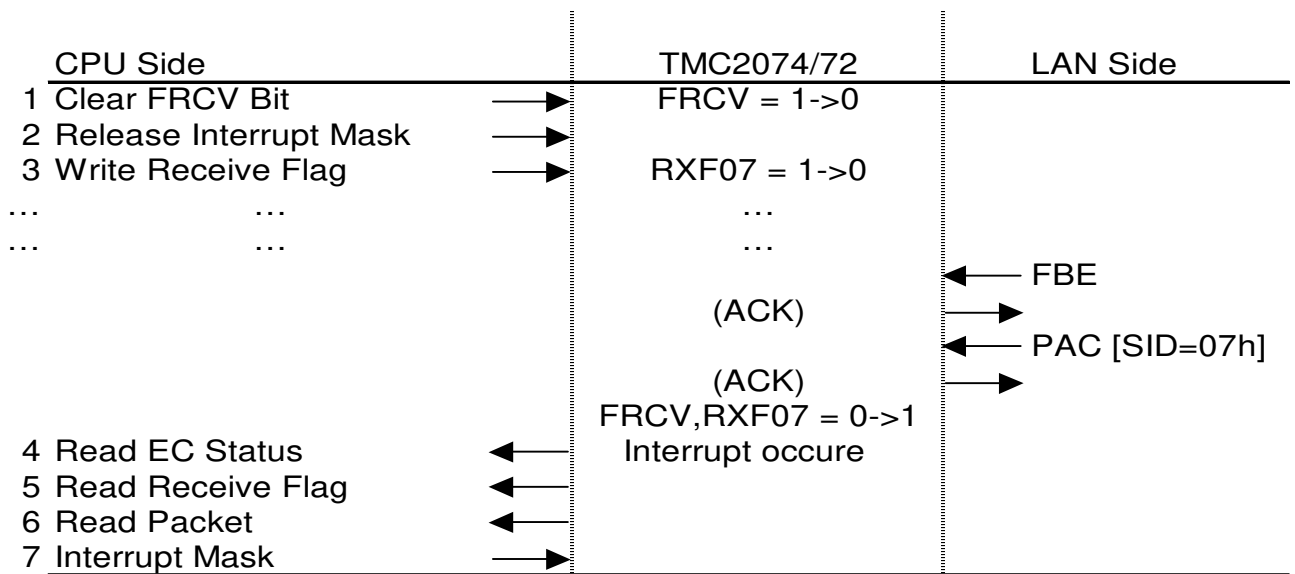 CPU Side TMC2074/72 LAN Side
1 Clear FRCV Bit FRCV = 1->0
2 Release Interrupt Mask
3 Write Receive Flag RXF07 = 1->0
... ... ...
... ... ...
FBE
(ACK)
PAC [SID=07h]
(ACK)
FRCV,RXF07 = 0->1
4 Read EC Status Interrupt occure
5 Read Receive Flag
6 Read Packet
7 Interrupt Mask